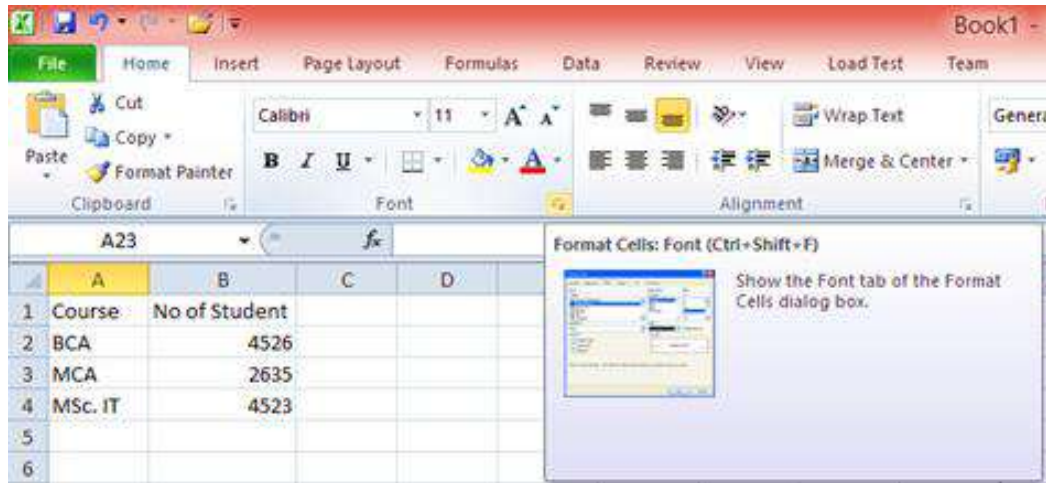 Book1 -
File Home Insert Page Layout Formulas Data Review View Load Test Team
Cut
Copy
Format Painter
Paste
Calibri 11 A A
Wrap Text
Genera
B I U A
Merge & Center
Clipboard Font Alignment
A23 fx
Format Cells: Font (Ctrl+Shift+F)
Show the Font tab of the Format
Cells dialog box.
A B C D
1 Course No of Student
2 BCA 4526
3 MCA 2635
4 MSc. IT 4523
5
6